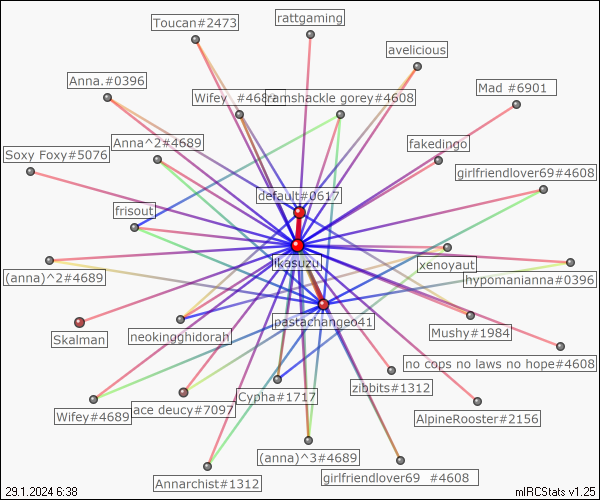 rattgaming
Toucan#2473
avelicious
Anna.#0396
Mad #6901
Wifey_#4689
ramshackle gorey#4608
Anna^2#4689
fakedingo
Soxy Foxy#5076
girlfriendlover69#4608
default#0617
frisout
likasuzu
xenoyaut
(anna)^2#4689
hypomanianna#0396
pastachangeo41
Mushy#1984
Skalman
neokingghidorah
no cops no laws no hope#4608
zibbits#1312
Cypha#1717
Wifey#4689
ace deucy#7097
AlpineRooster#2156
(anna)^3#4689
Annarchist#1312
girlfriendlover69_#4608
29.1.2024 6:38
mIRCStats v1.25